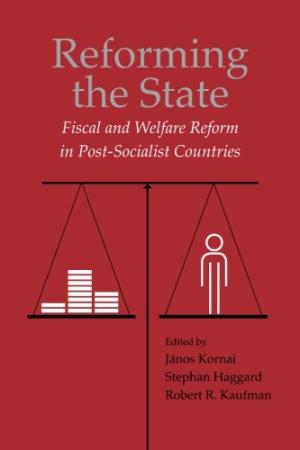 Reforming
the State
Fiscal and Welfare Reform
in Post-Socialist Countries
Edited by
János Kornai
Stephan Haggard
Robert R. Kaufman